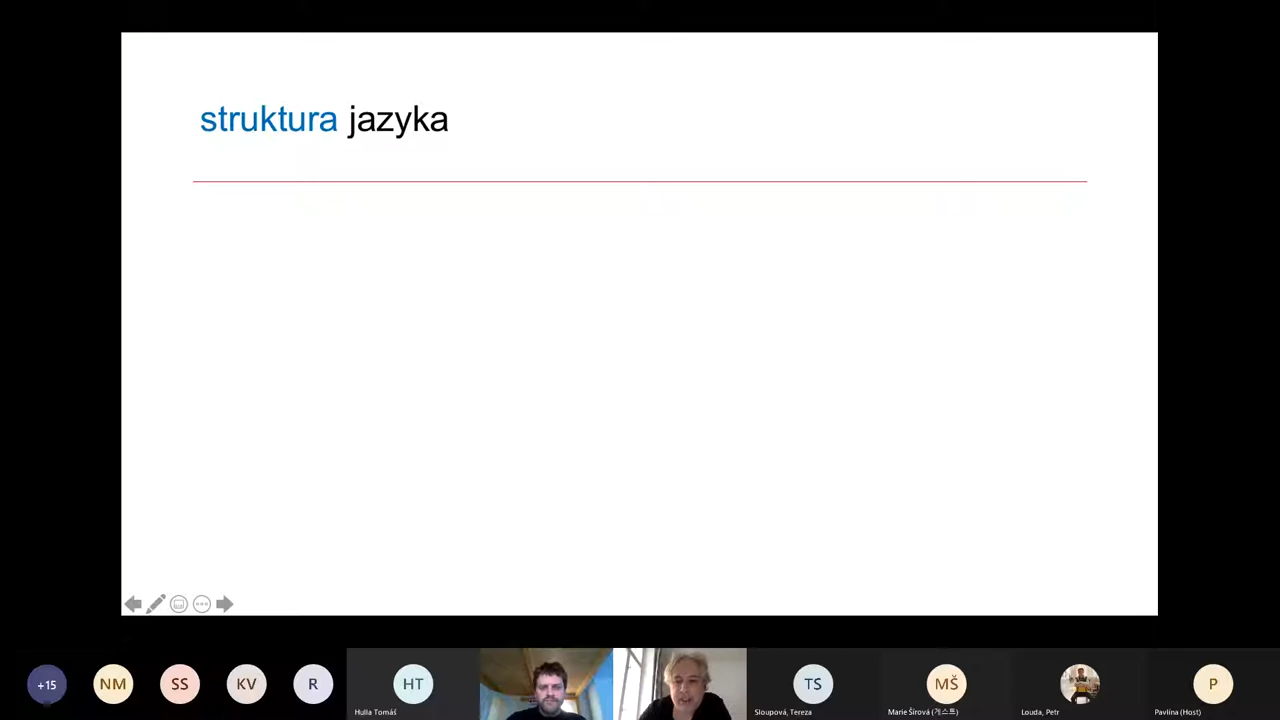 struktura jazyka
+15
NM
SS
KV
R
HT
Hulla Tomáš
TS
Sloupová, Tereza
MŠ
Marie Šírová (게스트)
Louda, Petr
P
Pavlína (Host)